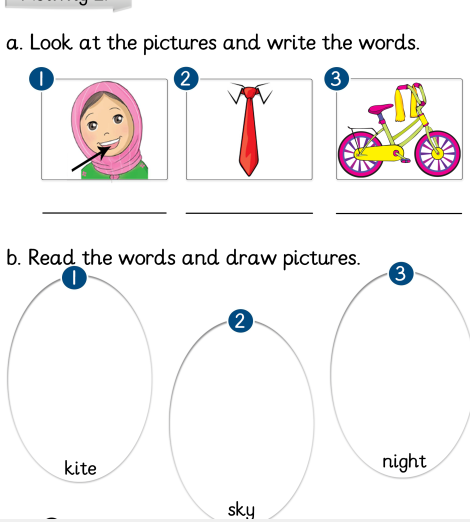 a. Look at the pictures and write the words.
1 2 3
b. Read the words and draw pictures.
1
2
3
kite
sky
night